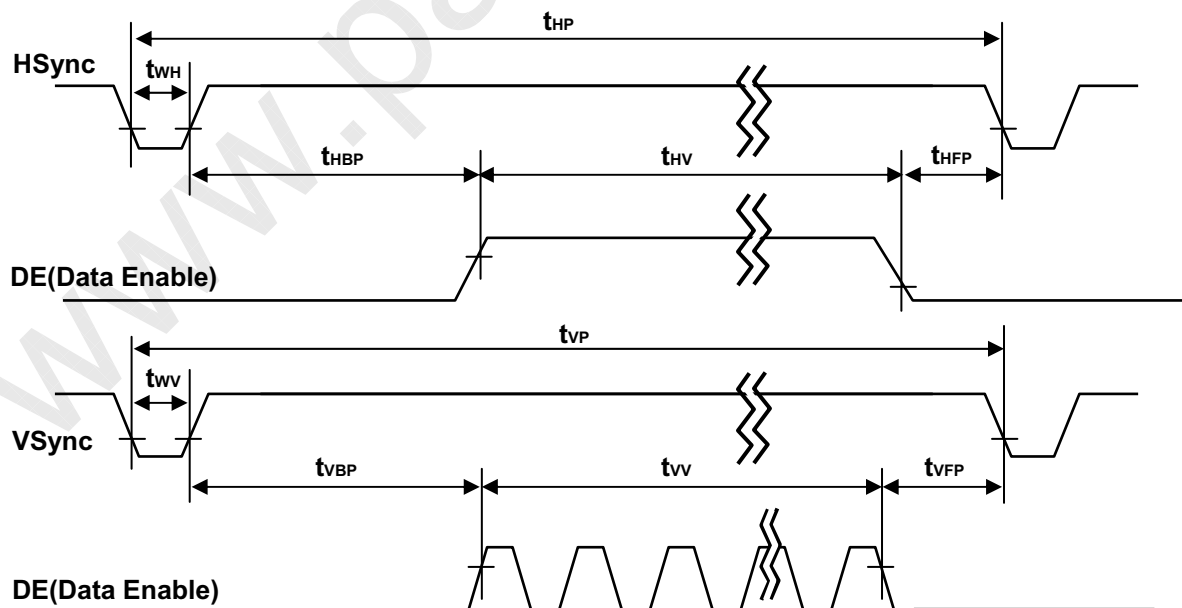 tHP
HSync
tWH
tHBP
tHV
tHFP
DE(Data Enable)
tVP
tWV
VSync
tVBP
tVV
tVFP
DE(Data Enable)